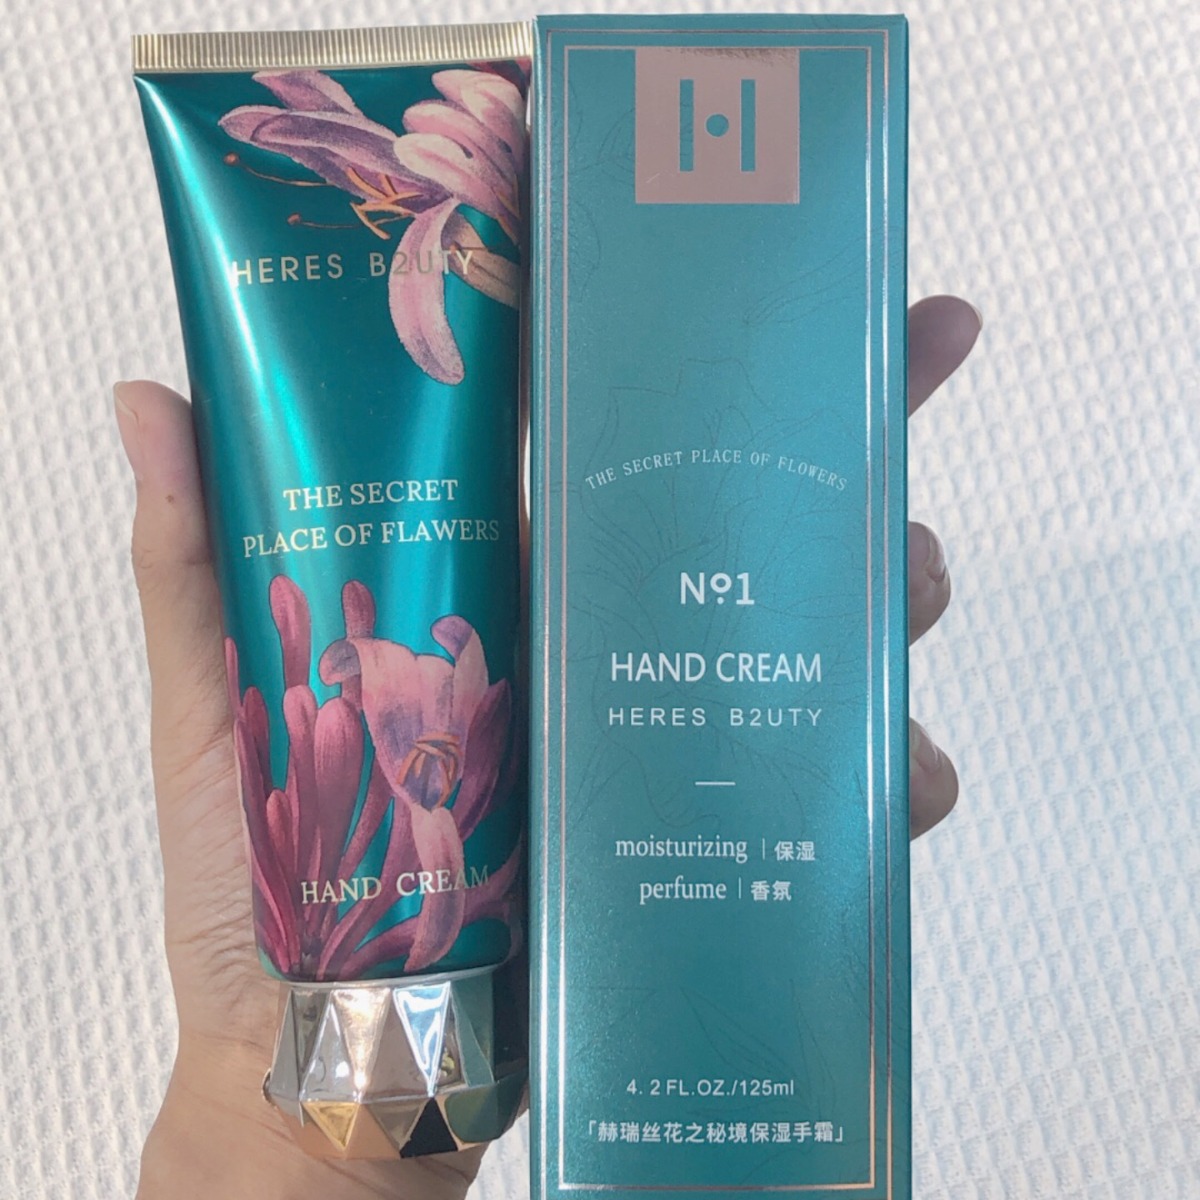 HERES B2UTY
THE SECRET
PLACE OF FLAWERS
HAND CREAM
THE SECRET PLACE OF FLOWERS
Nº1
HAND CREAM
HERES B2UTY
moisturizing | 保湿
perfume | 香氛
4. 2 FL.OZ./125ml
「赫瑞丝花之秘境保湿手霜」